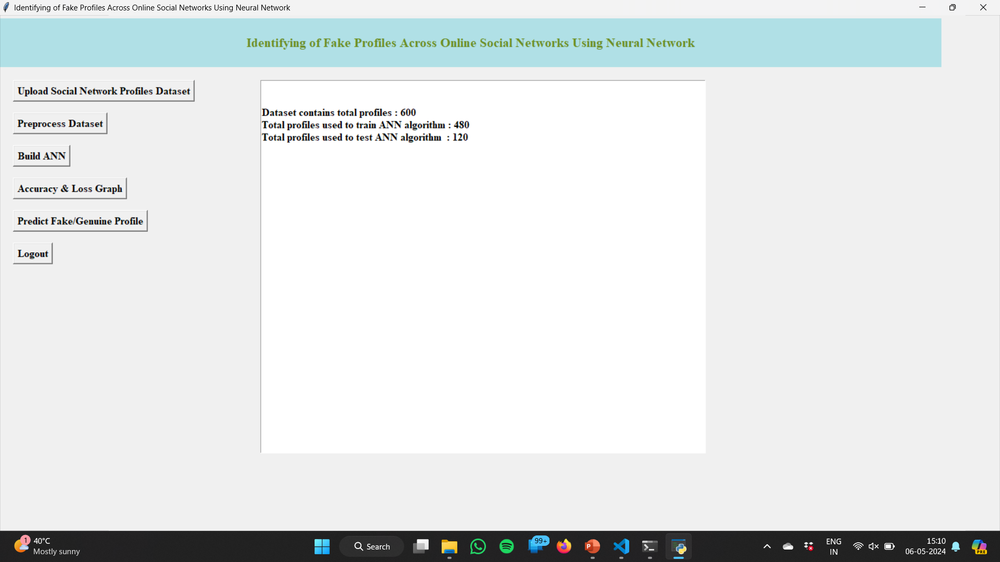 Identifying of Fake Profiles Across Online Social Networks Using Neural Network
Identifying of Fake Profiles Across Online Social Networks Using Neural Network
Upload Social Network Profiles Dataset
Preprocess Dataset
Build ANN
Accuracy & Loss Graph
Predict Fake/Genuine Profile
Logout
Dataset contains total profiles : 600
Total profiles used to train ANN algorithm : 480
Total profiles used to test ANN algorithm  : 120
1
40°C
Mostly sunny
Search
99+
P
ENG
IN
15:10
06-05-2024
PRE